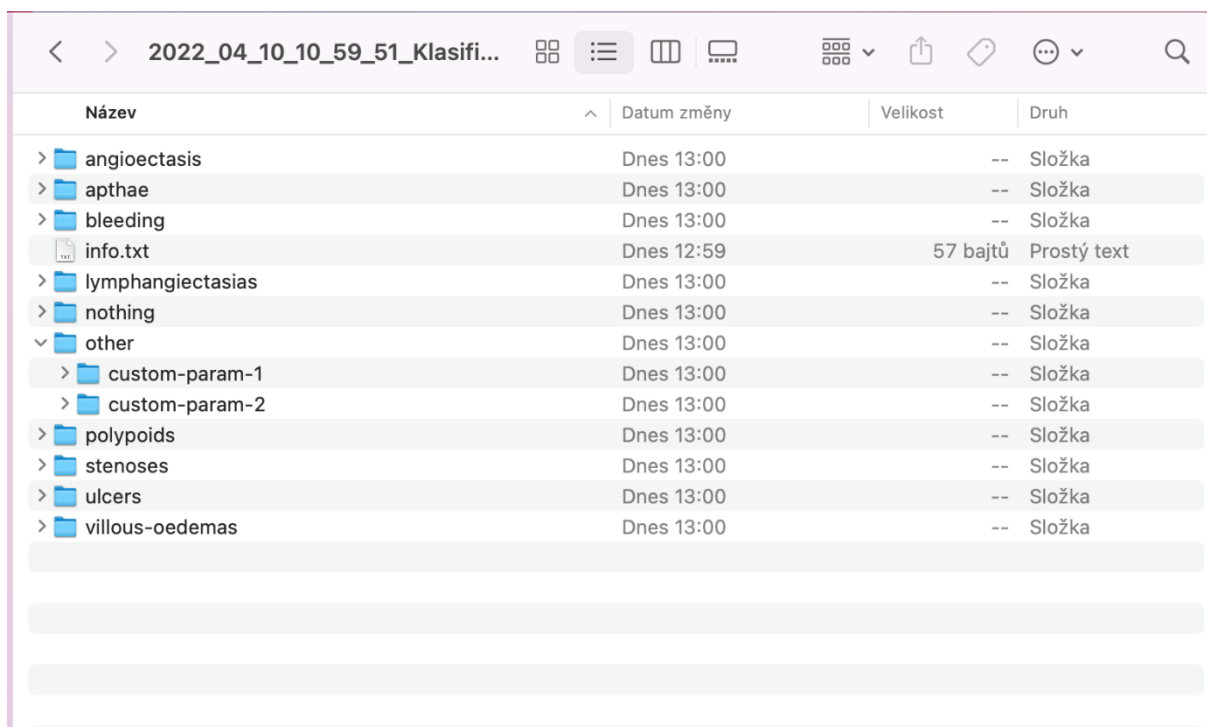 2022_04_10_10_59_51_Klasifi...
Název Datum změny Velikost Druh
angioectasis Dnes 13:00 -- Složka
apthae Dnes 13:00 -- Složka
bleeding Dnes 13:00 -- Složka
info.txt Dnes 12:59 57 bajtů Prostý text
lymphangiectasias Dnes 13:00 -- Složka
nothing Dnes 13:00 -- Složka
other Dnes 13:00 -- Složka
custom-param-1 Dnes 13:00 -- Složka
custom-param-2 Dnes 13:00 -- Složka
polypoids Dnes 13:00 -- Složka
stenoses Dnes 13:00 -- Složka
ulcers Dnes 13:00 -- Složka
villous-oedemas Dnes 13:00 -- Složka